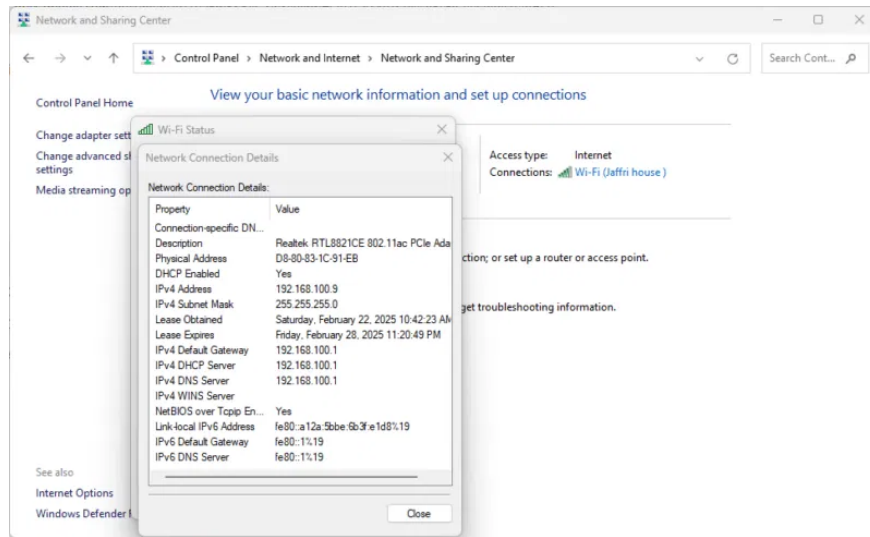 Network and Sharing Center
Control Panel > Network and Internet > Network and Sharing Center
Search Cont...
Control Panel Home
Change adapter sett
Change advanced sh
settings
Media streaming op
See also
Internet Options
Windows Defender F
View your basic network information and set up connections
Access type: Internet
Connections: Wi-Fi (Jaffri house )
ction; or set up a router or access point.
get troubleshooting information.
Wi-Fi Status
Network Connection Details
Network Connection Details:
Property Value
Connection-specific DN...
Description Realtek RTL8821CE 802.11ac PCIe Ada
Physical Address D8-80-83-1C-91-EB
DHCP Enabled Yes
IPv4 Address 192.168.100.9
IPv4 Subnet Mask 255.255.255.0
Lease Obtained Saturday, February 22, 2025 10:42:23 AM
Lease Expires Friday, February 28, 2025 11:20:49 PM
IPv4 Default Gateway 192.168.100.1
IPv4 DHCP Server 192.168.100.1
IPv4 DNS Server 192.168.100.1
IPv4 WINS Server
NetBIOS over Tcpip En... Yes
Link-local IPv6 Address fe80::a12a:5bbe:6b3f:e1d8%19
IPv6 Default Gateway fe80::1%19
IPv6 DNS Server fe80::1%19
Close